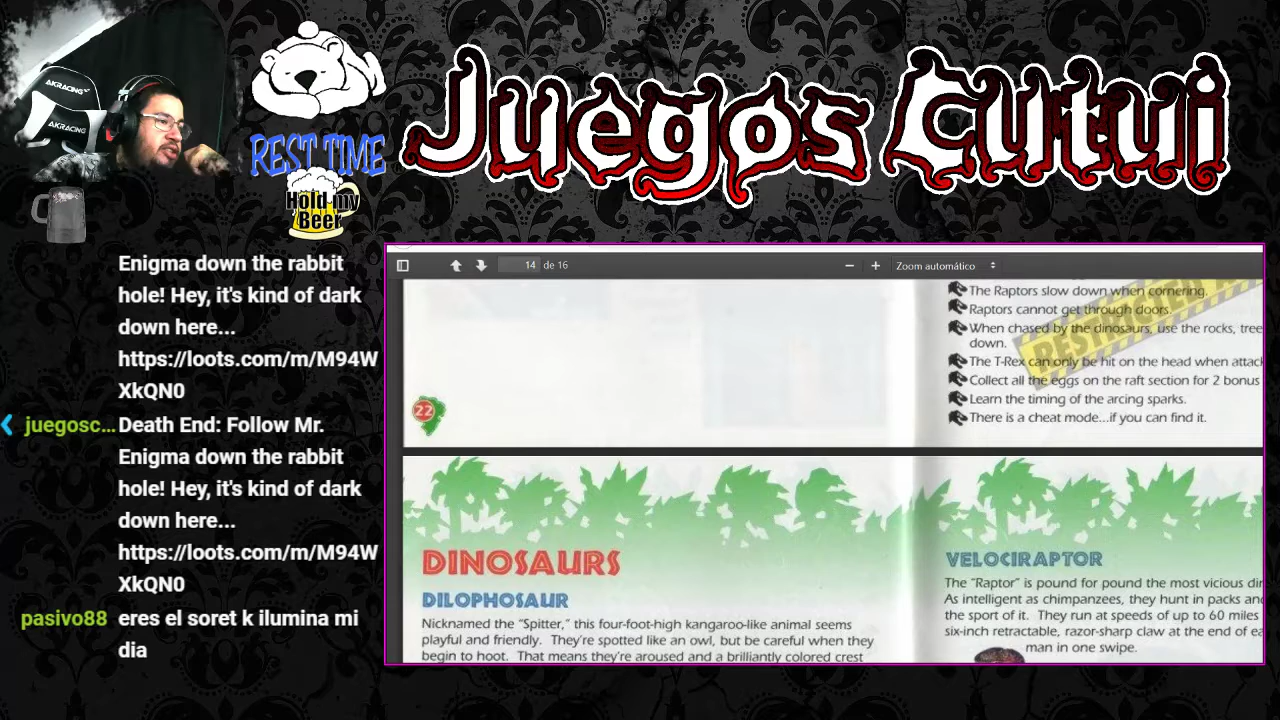 AKRACING
AKRACING
REST TIME
Hold my
Beer
Juegos Cutui
Enigma down the rabbit
hole! Hey, it's kind of dark
down here...
https://loots.com/m/M94W
XkQN0
juegosc... Death End: Follow Mr.
Enigma down the rabbit
hole! Hey, it's kind of dark
down here...
https://loots.com/m/M94W
XkQN0
pasivo88 eres el soret k ilumina mi
dia
14 de 16
Zoom automático
The Raptors slow down when cornering.
Raptors cannot get through doors.
When chased by the dinosaurs, use the rocks, tree
down.
The T-Rex can only be hit on the head when attack
Collect all the eggs on the raft section for 2 bonus
Learn the timing of the arcing sparks.
There is a cheat mode...if you can find it.
22
DINOSAURS
DILOPHOSAUR
Nicknamed the "Spitter," this four-foot-high kangaroo-like animal seems
playful and friendly. They're spotted like an owl, but be careful when they
begin to hoot. That means they're aroused and a brilliantly colored crest
VELOCIRAPTOR
The "Raptor" is pound for pound the most vicious din
As intelligent as chimpanzees, they hunt in packs and
the sport of it. They run at speeds of up to 60 miles
six-inch retractable, razor-sharp claw at the end of ea
man in one swipe.